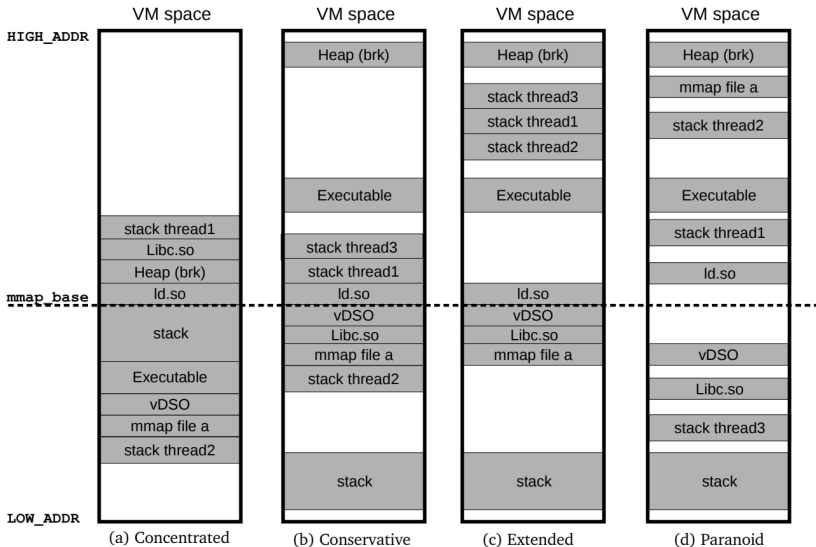 VM space
VM space
VM space
VM space
HIGH_ADDR
mmap_base
LOW_ADDR
stack thread1
Libc.so
Heap (brk)
ld.so
stack
Executable
vDSO
mmap file a
stack thread2
(a) Concentrated
Heap (brk)
Executable
stack thread3
stack thread1
ld.so
vDSO
Libc.so
mmap file a
stack thread2
stack
(b) Conservative
Heap (brk)
stack thread3
stack thread1
stack thread2
Executable
ld.so
vDSO
Libc.so
mmap file a
stack
(c) Extended
Heap (brk)
mmap file a
stack thread2
Executable
stack thread1
ld.so
vDSO
Libc.so
stack thread3
stack
(d) Paranoid